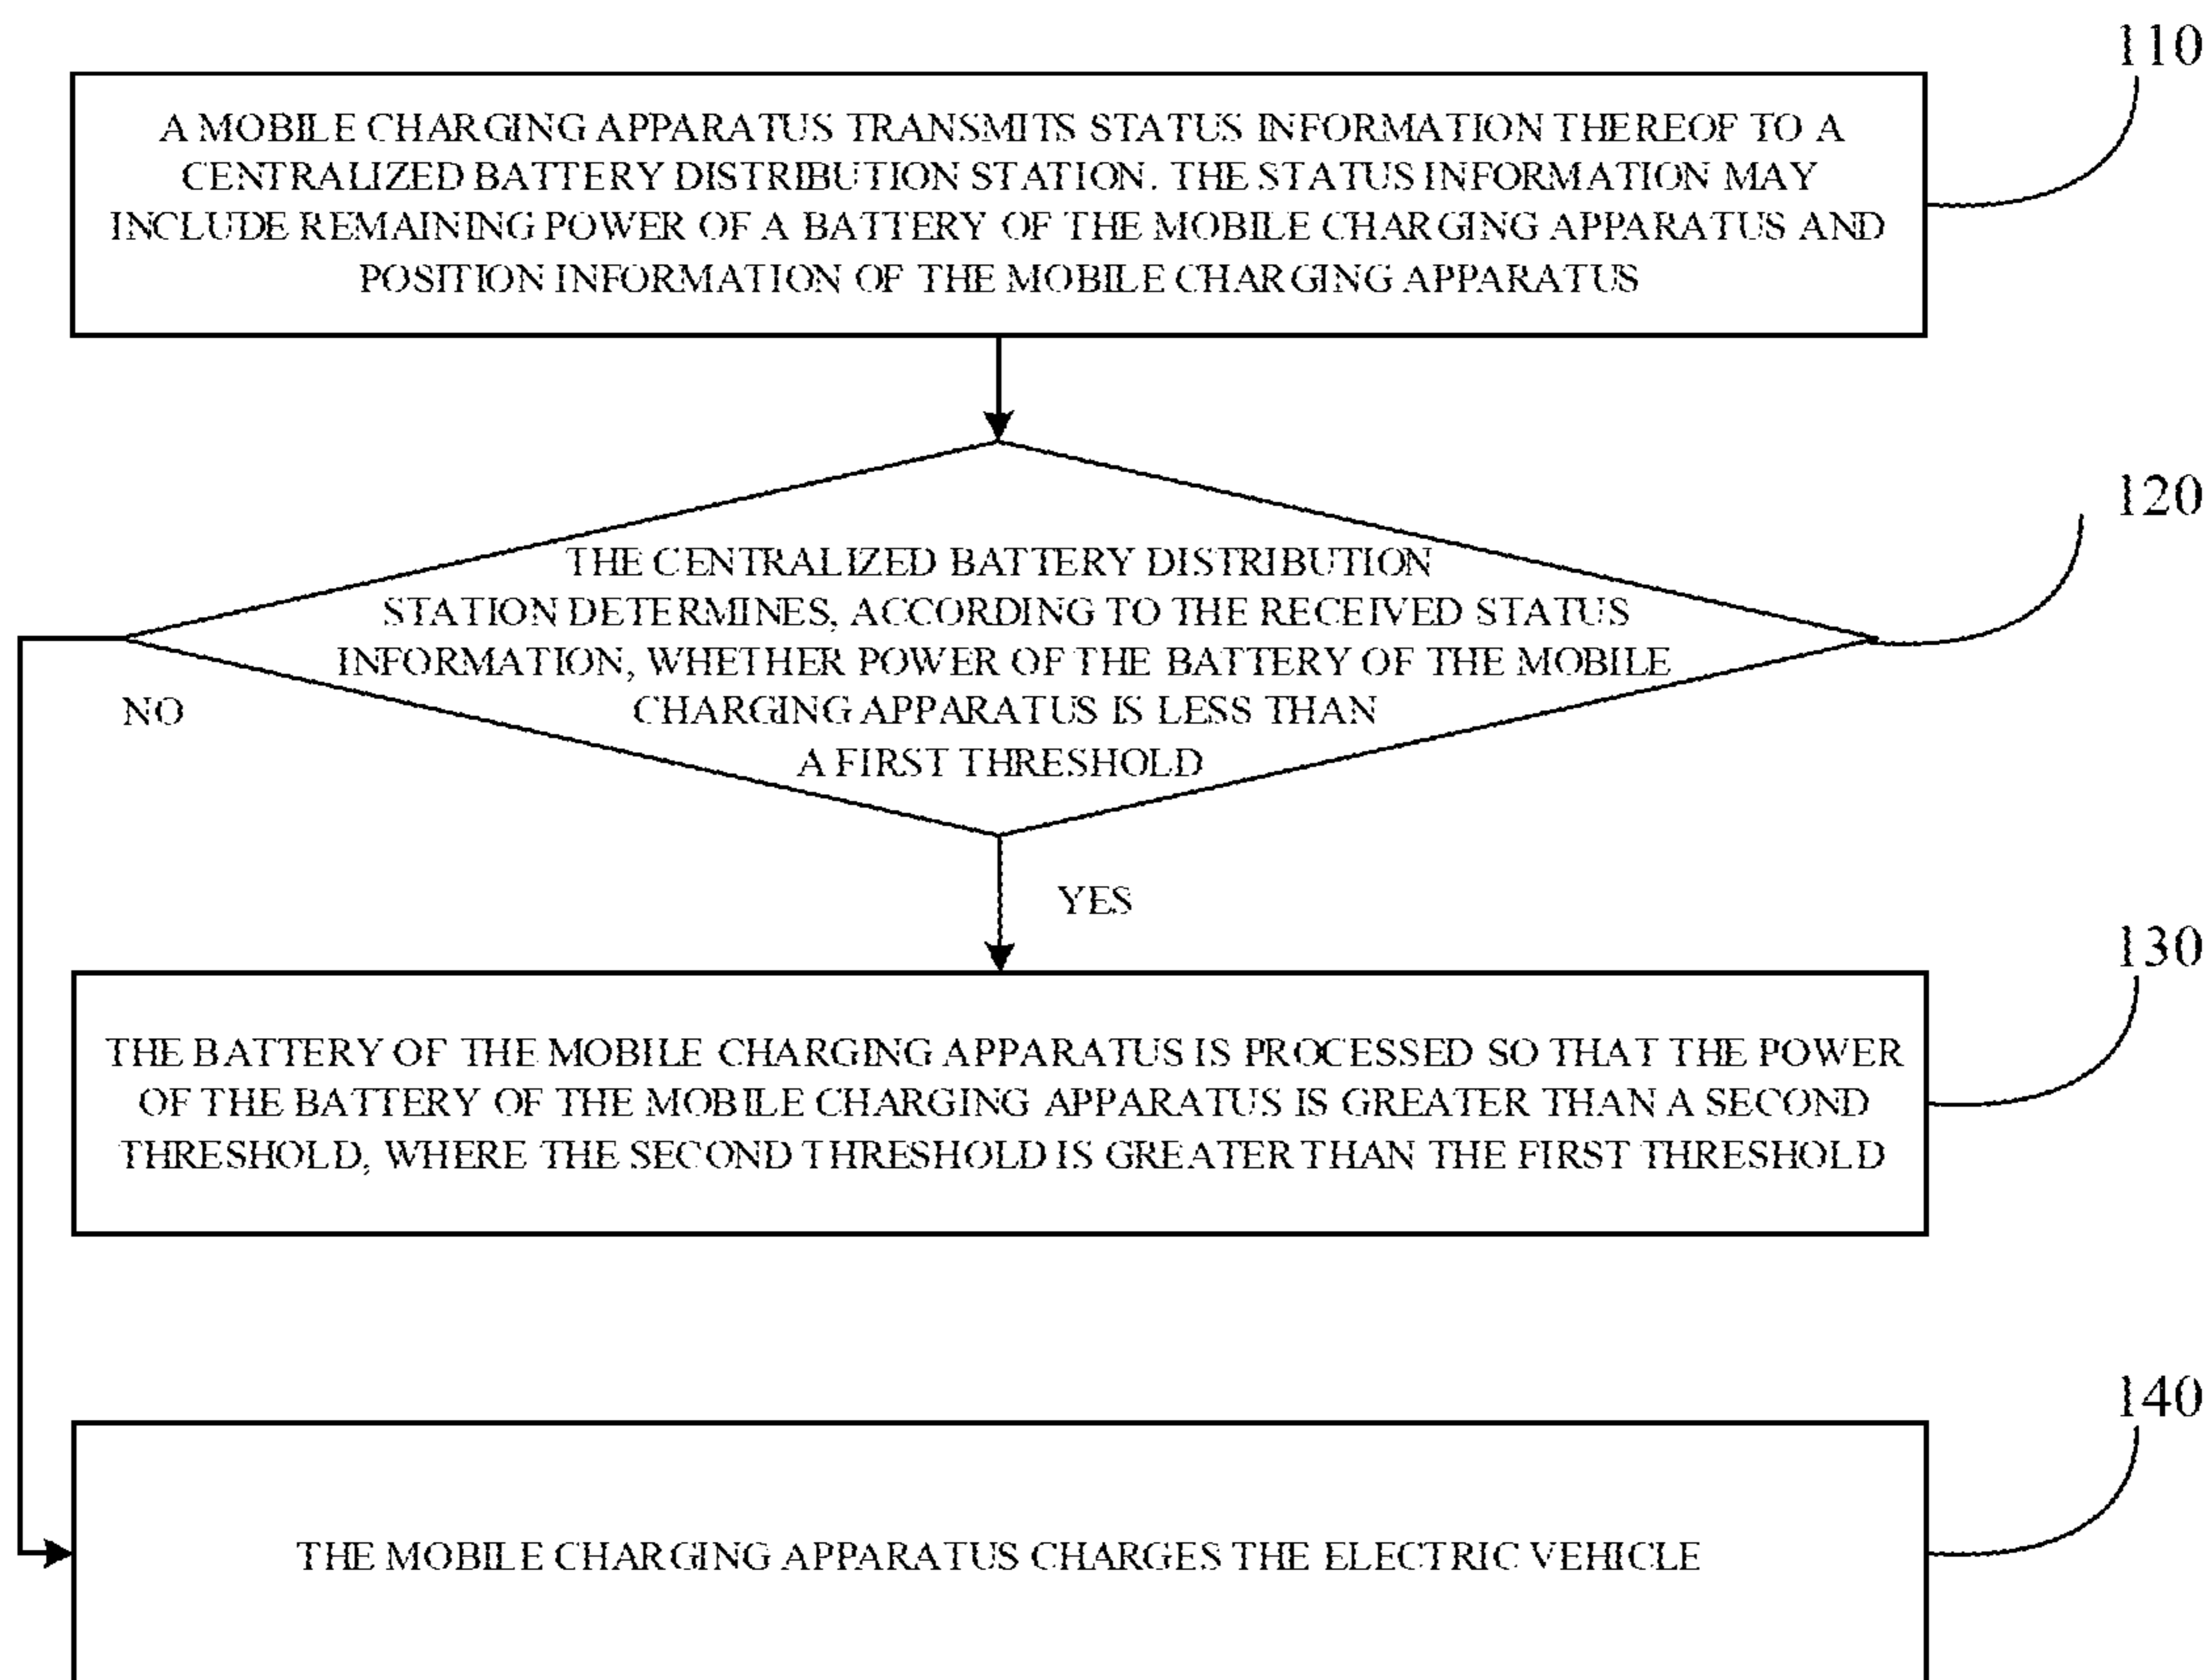 110
A MOBILE CHARGING APPARATUS TRANSMITS STATUS INFORMATION THEREOF TO A
CENTRALIZED BATTERY DISTRIBUTION STATION. THE STATUS INFORMATION MAY
INCLUDE REMAINING POWER OF A BATTERY OF THE MOBILE CHARGING APPARATUS AND
POSITION INFORMATION OF THE MOBILE CHARGING APPARATUS
120
THE CENTRALIZED BATTERY DISTRIBUTION
STATION DETERMINES, ACCORDING TO THE RECEIVED STATUS
INFORMATION, WHETHER POWER OF THE BATTERY OF THE MOBILE
CHARGING APPARATUS IS LESS THAN
A FIRST THRESHOLD
NO
YES
130
THE BATTERY OF THE MOBILE CHARGING APPARATUS IS PROCESSED SO THAT THE POWER
OF THE BATTERY OF THE MOBILE CHARGING APPARATUS IS GREATER THAN A SECOND
THRESHOLD, WHERE THE SECOND THRESHOLD IS GREATER THAN THE FIRST THRESHOLD
140
THE MOBILE CHARGING APPARATUS CHARGES THE ELECTRIC VEHICLE